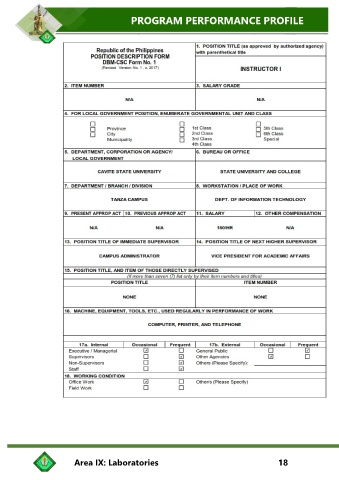 PROGRAM PERFORMANCE PROFILE
Republic of the Philippines
POSITION DESCRIPTION FORM
DBM-CSC Form No. 1
(Revised Version No. 1 , s. 2017)
1. POSITION TITLE (as approved by authorized agency)
with parenthetical title
INSTRUCTOR I
2. ITEM NUMBER 3. SALARY GRADE
N/A N/A
4. FOR LOCAL GOVERNMENT POSITION, ENUMERATE GOVERNMENTAL UNIT AND CLASS
Province 1st Class 5th Class
City 2nd Class 6th Class
Municipality 3rd Class Special
4th Class
5. DEPARTMENT, CORPORATION OR AGENCY/ 6. BUREAU OR OFFICE
LOCAL GOVERNMENT
CAVITE STATE UNIVERSITY STATE UNIVERSITY AND COLLEGE
7. DEPARTMENT / BRANCH / DIVISION 8. WORKSTATION / PLACE OF WORK
TANZA CAMPUS DEPT. OF INFORMATION TECHNOLOGY
9. PRESENT APPROP ACT 10. PREVIOUS APPROP ACT 11. SALARY 12. OTHER COMPENSATION
N/A N/A N/A
13. POSITION TITLE OF IMMEDIATE SUPERVISOR 14. POSITION TITLE OF NEXT HIGHER SUPERVISOR
CAMPUS ADMINISTRATOR VICE PRESIDENT FOR ACADEMIC AFFAIRS
15. POSITION TITLE, AND ITEM OF THOSE DIRECTLY SUPERVISED
(if more than seven (7) list only by their item numbers and titles)
POSITION TITLE ITEM NUMBER
NONE NONE
16. MACHINE, EQUIPMENT, TOOLS, ETC., USED REGULARLY IN PERFORMANCE OF WORK
COMPUTER, PRINTER, AND TELEPHONE
17a. Internal Occasional Frequent 17b. External Occasional Frequent
Executive / Managerial General Public
Supervisors Other Agencies
Non-Supervisors Others (Please Specify):
Staff
18. WORKING CONDITION
Office Work Other/s (Please Specify)
Field Work
Area IX: Laboratories 18